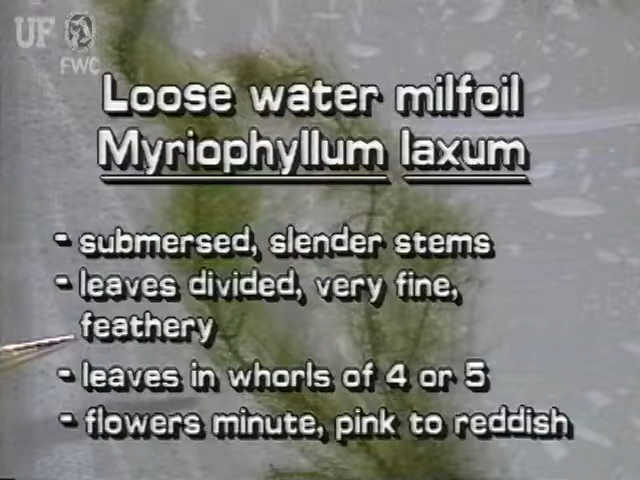 UF
FWC
Loose water milfoil
Myriophyllum laxum
- submersed, slender stems
- leaves divided, very fine,
feathery
- leaves in whorls of 4 or 5
- flowers minute, pink to reddish